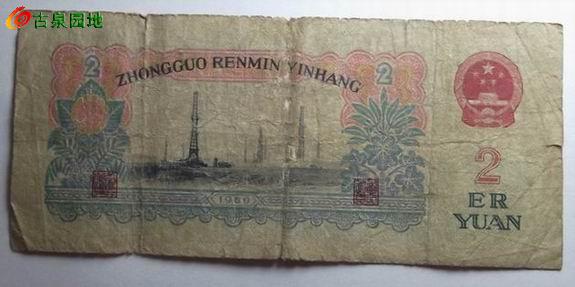 古泉园地
2
ZHONGGUO RENMIN YINHANG
2
1960
2
ER
YUAN